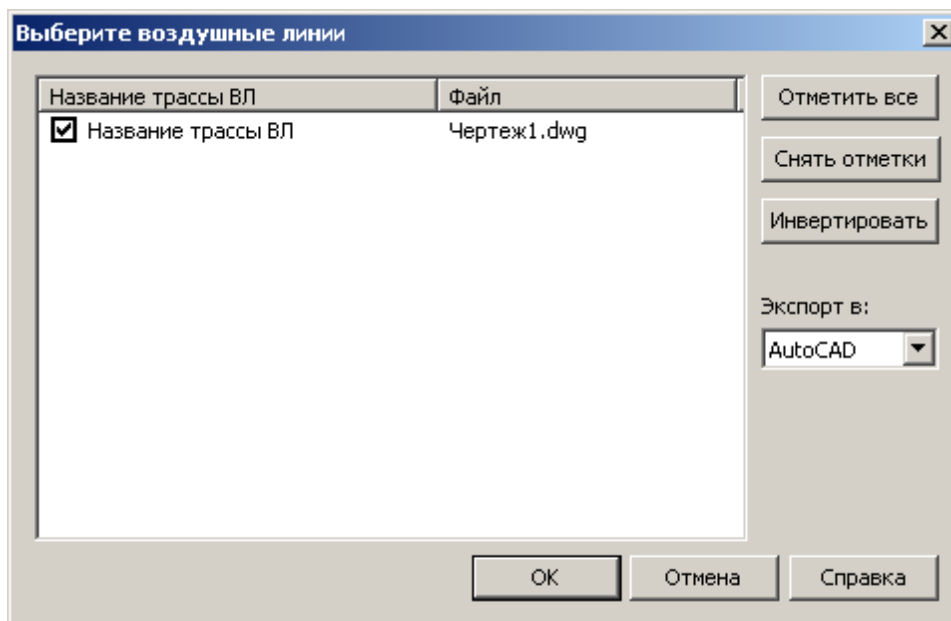 Выберите воздушные линии
Название трассы ВЛ Файл
Название трассы ВЛ Чертеж1.dwg
Отметить все
Снять отметки
Инвертировать
Экспорт в:
AutoCAD
OK Отмена Справка